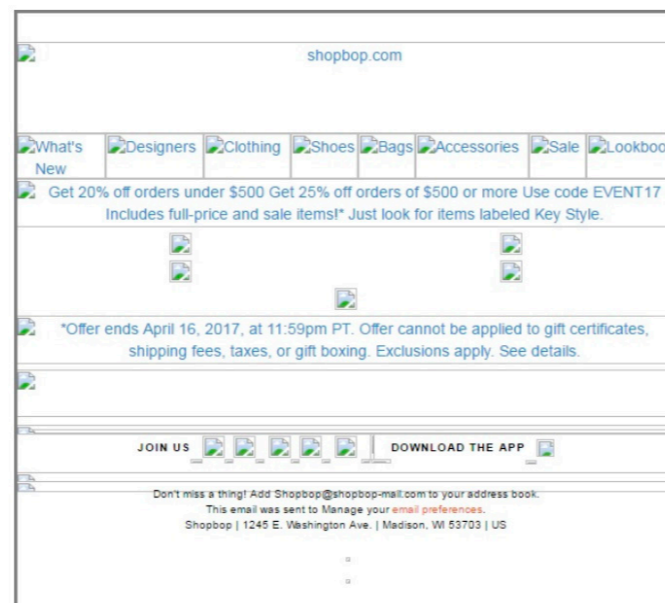 shopbop.com
What's New
Designers
Clothing
Shoes
Bags
Accessories
Sale
Lookboo
Get 20% off orders under $500 Get 25% off orders of $500 or more Use code EVENT17
Includes full-price and sale items!* Just look for items labeled Key Style.
*Offer ends April 16, 2017, at 11:59pm PT. Offer cannot be applied to gift certificates,
shipping fees, taxes, or gift boxing. Exclusions apply. See details.
JOIN US
DOWNLOAD THE APP
Don't miss a thing! Add Shopbop@shopbop-mail.com to your address book.
This email was sent to Manage your email preferences.
Shopbop | 1245 E. Washington Ave. | Madison, WI 53703 | US